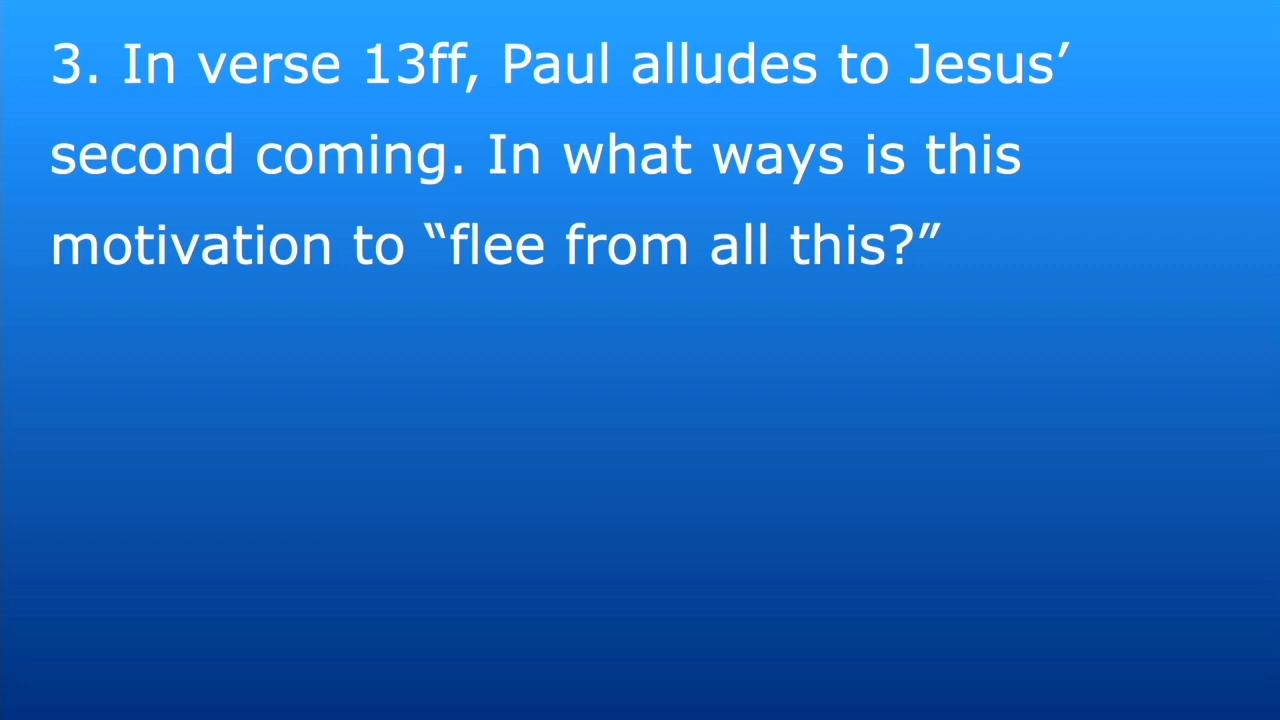 3. In verse 13ff, Paul alludes to Jesus’
second coming. In what ways is this
motivation to “flee from all this?”